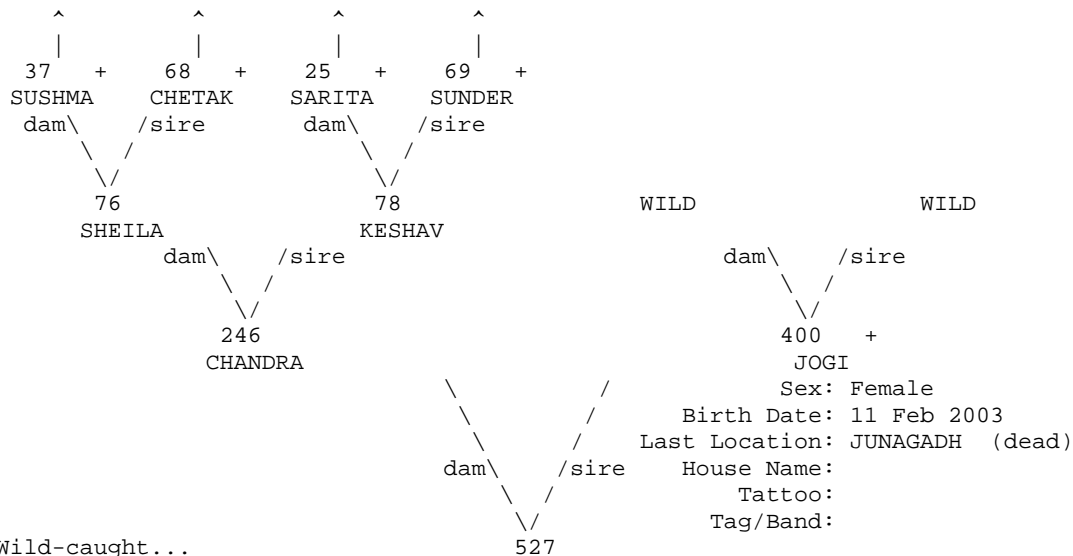 ^ ^ ^ ^
| | | |
37 + 68 + 25 + 69 +
SUSHMA CHETAK SARITA SUNDER
dam\ /sire dam\ /sire
\ / \ /
\/ \/
76 78 WILD WILD
SHEILA KESHAV
dam\ /sire dam\ /sire
\ / \ /
\/ \/
246 400 +
CHANDRA JOGI
\ / Sex: Female
\ / Birth Date: 11 Feb 2003
\ / Last Location: JUNAGADH (dead)
dam\ /sire House Name:
\ / Tattoo:
\/ Tag/Band:
Wild-caught... 527